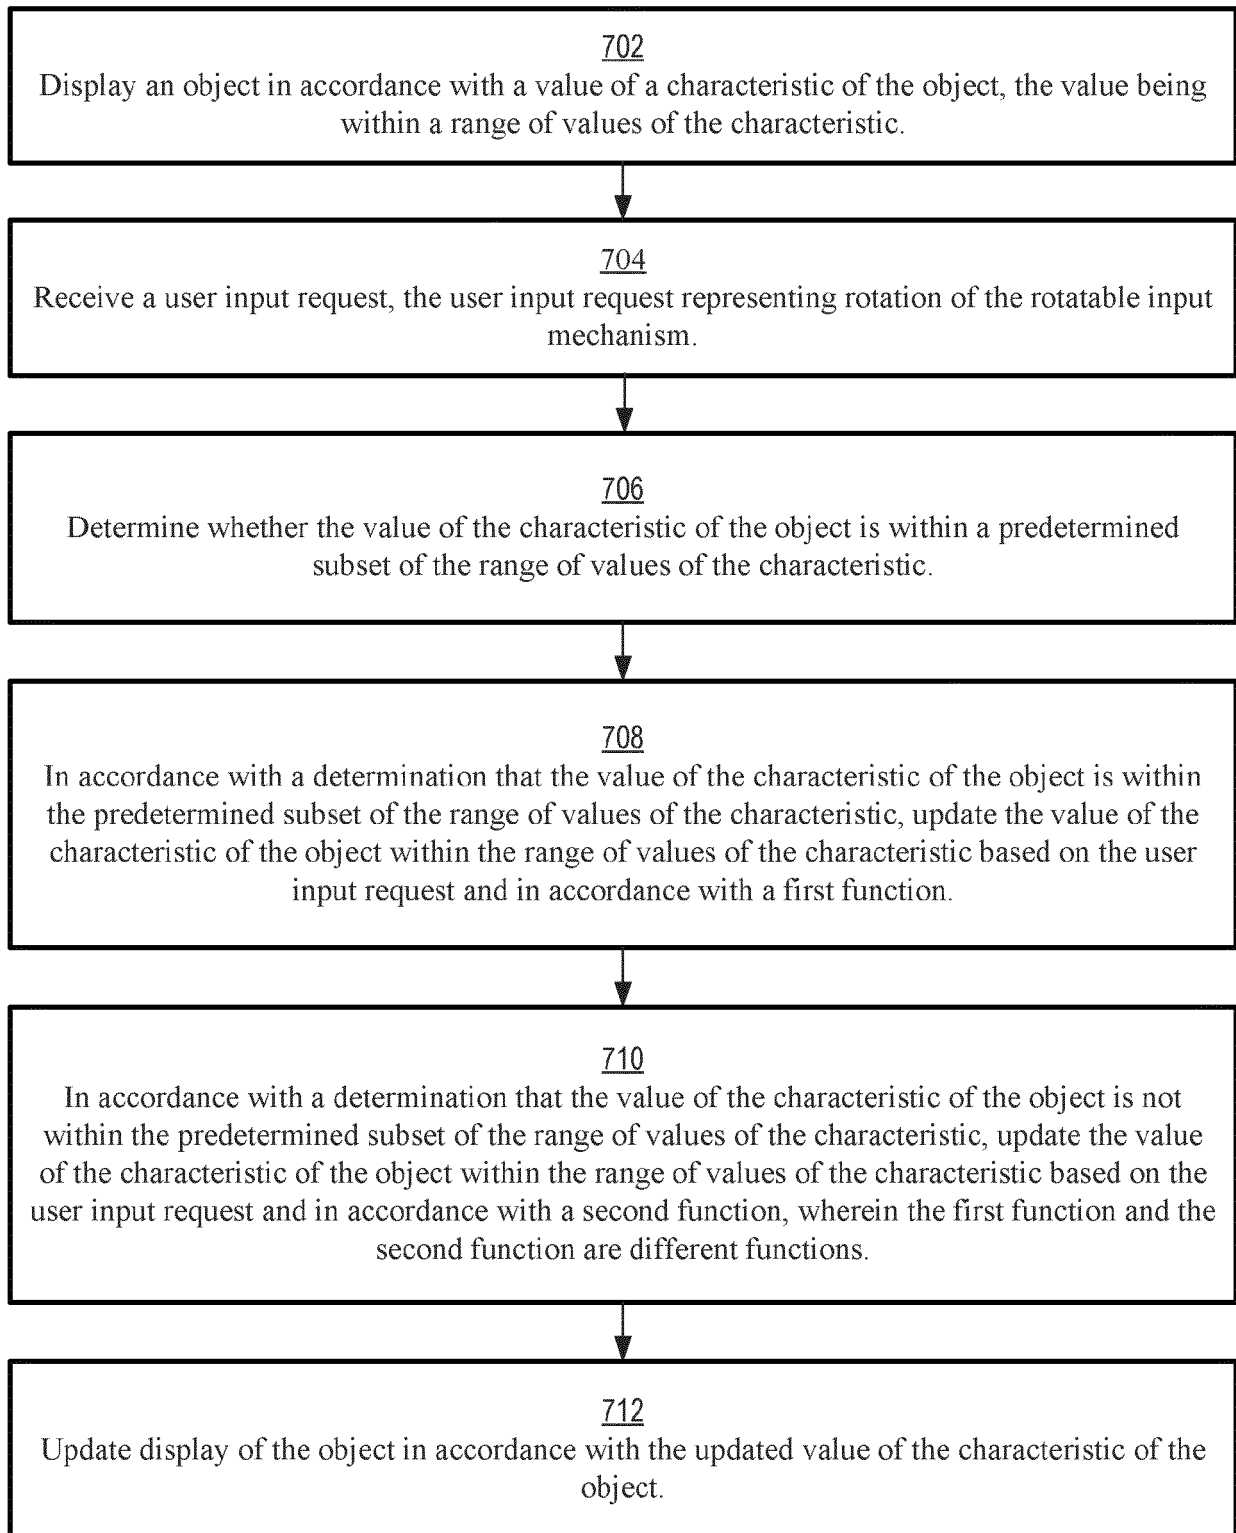 702
Display an object in accordance with a value of a characteristic of the object, the value being
within a range of values of the characteristic.
704
Receive a user input request, the user input request representing rotation of the rotatable input
mechanism.
706
Determine whether the value of the characteristic of the object is within a predetermined
subset of the range of values of the characteristic.
708
In accordance with a determination that the value of the characteristic of the object is within
the predetermined subset of the range of values of the characteristic, update the value of the
characteristic of the object within the range of values of the characteristic based on the user
input request and in accordance with a first function.
710
In accordance with a determination that the value of the characteristic of the object is not
within the predetermined subset of the range of values of the characteristic, update the value
of the characteristic of the object within the range of values of the characteristic based on the
user input request and in accordance with a second function, wherein the first function and the
second function are different functions.
712
Update display of the object in accordance with the updated value of the characteristic of the
object.